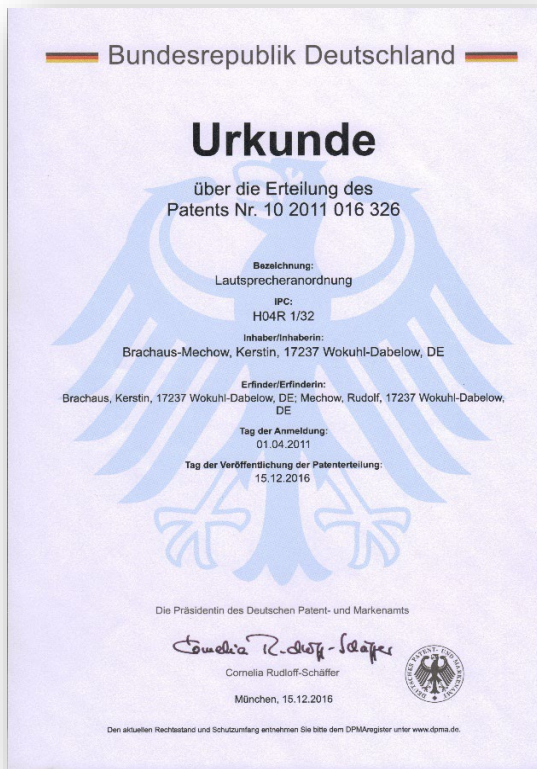 Bundesrepublik Deutschland
Urkunde
über die Erteilung des
Patents Nr. 10 2011 016 326
Bezeichnung:
Lautsprecheranordnung
IPC:
H04R 1/32
Inhaber/Inhaberin:
Brachaus-Mechow, Kerstin, 17237 Wokuhl-Dabelow, DE
Erfinder/Erfinderin:
Brachaus, Kerstin, 17237 Wokuhl-Dabelow, DE; Mechow, Rudolf, 17237 Wokuhl-Dabelow,
DE
Tag der Anmeldung:
01.04.2011
Tag der Veröffentlichung der Patenterteilung:
15.12.2016
Die Präsidentin des Deutschen Patent- und Markenamts
Cornelia Rudloff-Schäffer
Cornelia Rudloff-Schäffer
München, 15.12.2016
DEUTSCHES PATENT- UND MARKENAMT
Den aktuellen Rechtsstand und Schutzumfang entnehmen Sie bitte dem DPMAregister unter www.dpma.de.